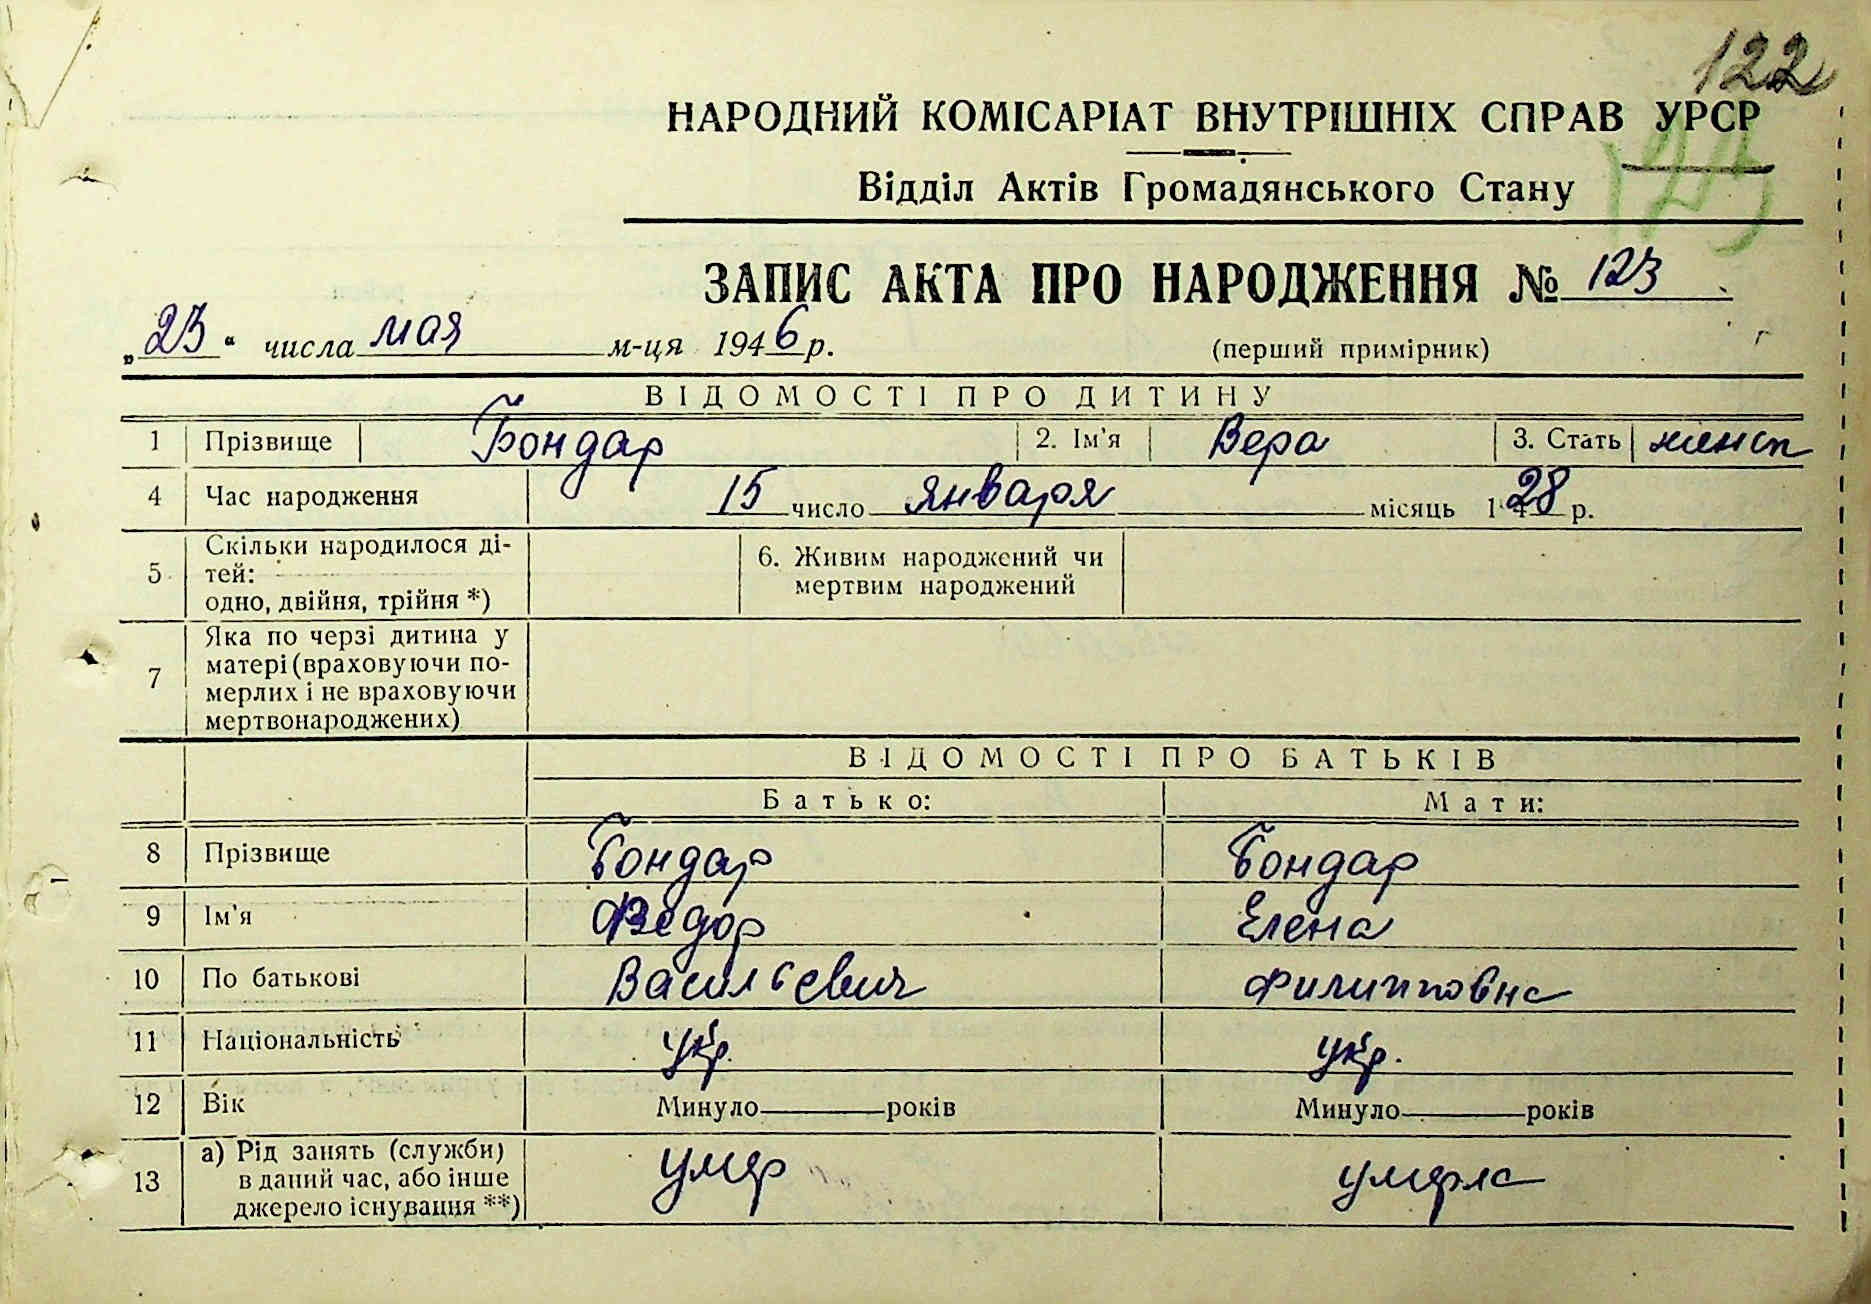 122
НАРОДНИЙ КОМІСАРІАТ ВНУТРІШНІХ СПРАВ УРСР
Відділ Актів Громадянського Стану
ЗАПИС АКТА ПРО НАРОДЖЕННЯ № 123
„23“ числа мая м-ця 1946 р. (перший примірник)
ВІДОМОСТІ ПРО ДИТИНУ
1 Прізвище Бондар 2. Ім'я Вера 3. Стать женск
4 Час народження 15 число января місяць 1928 р.
5 Скільки народилося ді-
тей:
одно, двійня, трійня *) 6. Живим народжений чи
мертвим народжений
7 Яка по черзі дитина у
матері (враховуючи по-
мерлих і не враховуючи
мертвонароджених)
ВІДОМОСТІ ПРО БАТЬКІВ
Батько: Мати:
8 Прізвище Бондар Бондар
9 Ім'я Федор Елена
10 По батькові Васильевич Филипповна
11 Національність укр. укр.
12 Вік Минуло років Минуло років
13 а) Рід занять (служби)
в даний час, або інше
джерело існування **) умер умерла